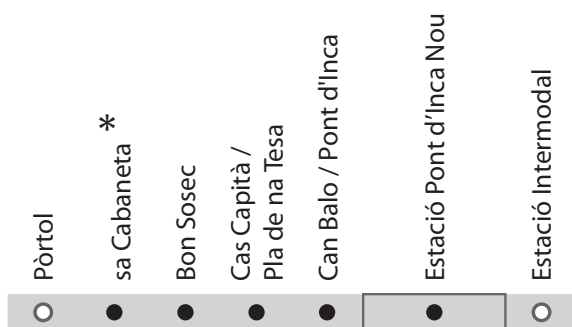 Pòrtol
sa Cabaneta *
Bon Sosec
Cas Capità /
Pla de na Tesa
Can Balo / Pont d'Inca
Estació Pont d’Inca Nou
Estació Intermodal